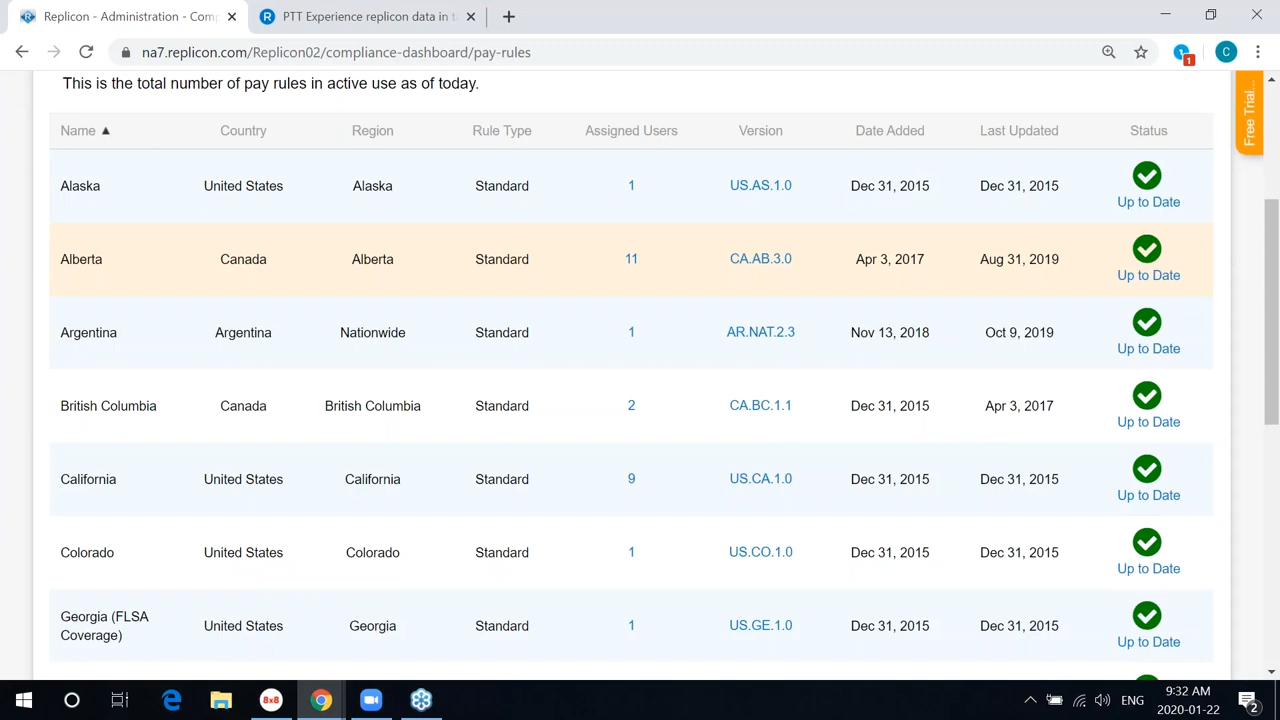 Replicon - Administration - Comp
PTT Experience replicon data in t
na7.replicon.com/Replicon02/compliance-dashboard/pay-rules
1
C
This is the total number of pay rules in active use as of today.
Free Trial...
Name ▲ Country Region Rule Type Assigned Users Version Date Added Last Updated Status
Alaska United States Alaska Standard 1 US.AS.1.0 Dec 31, 2015 Dec 31, 2015 Up to Date
Alberta Canada Alberta Standard 11 CA.AB.3.0 Apr 3, 2017 Aug 31, 2019 Up to Date
Argentina Argentina Nationwide Standard 1 AR.NAT.2.3 Nov 13, 2018 Oct 9, 2019 Up to Date
British Columbia Canada British Columbia Standard 2 CA.BC.1.1 Dec 31, 2015 Apr 3, 2017 Up to Date
California United States California Standard 9 US.CA.1.0 Dec 31, 2015 Dec 31, 2015 Up to Date
Colorado United States Colorado Standard 1 US.CO.1.0 Dec 31, 2015 Dec 31, 2015 Up to Date
Georgia (FLSA
Coverage) United States Georgia Standard 1 US.GE.1.0 Dec 31, 2015 Dec 31, 2015 Up to Date
8x8
ENG
9:32 AM
2020-01-22
2